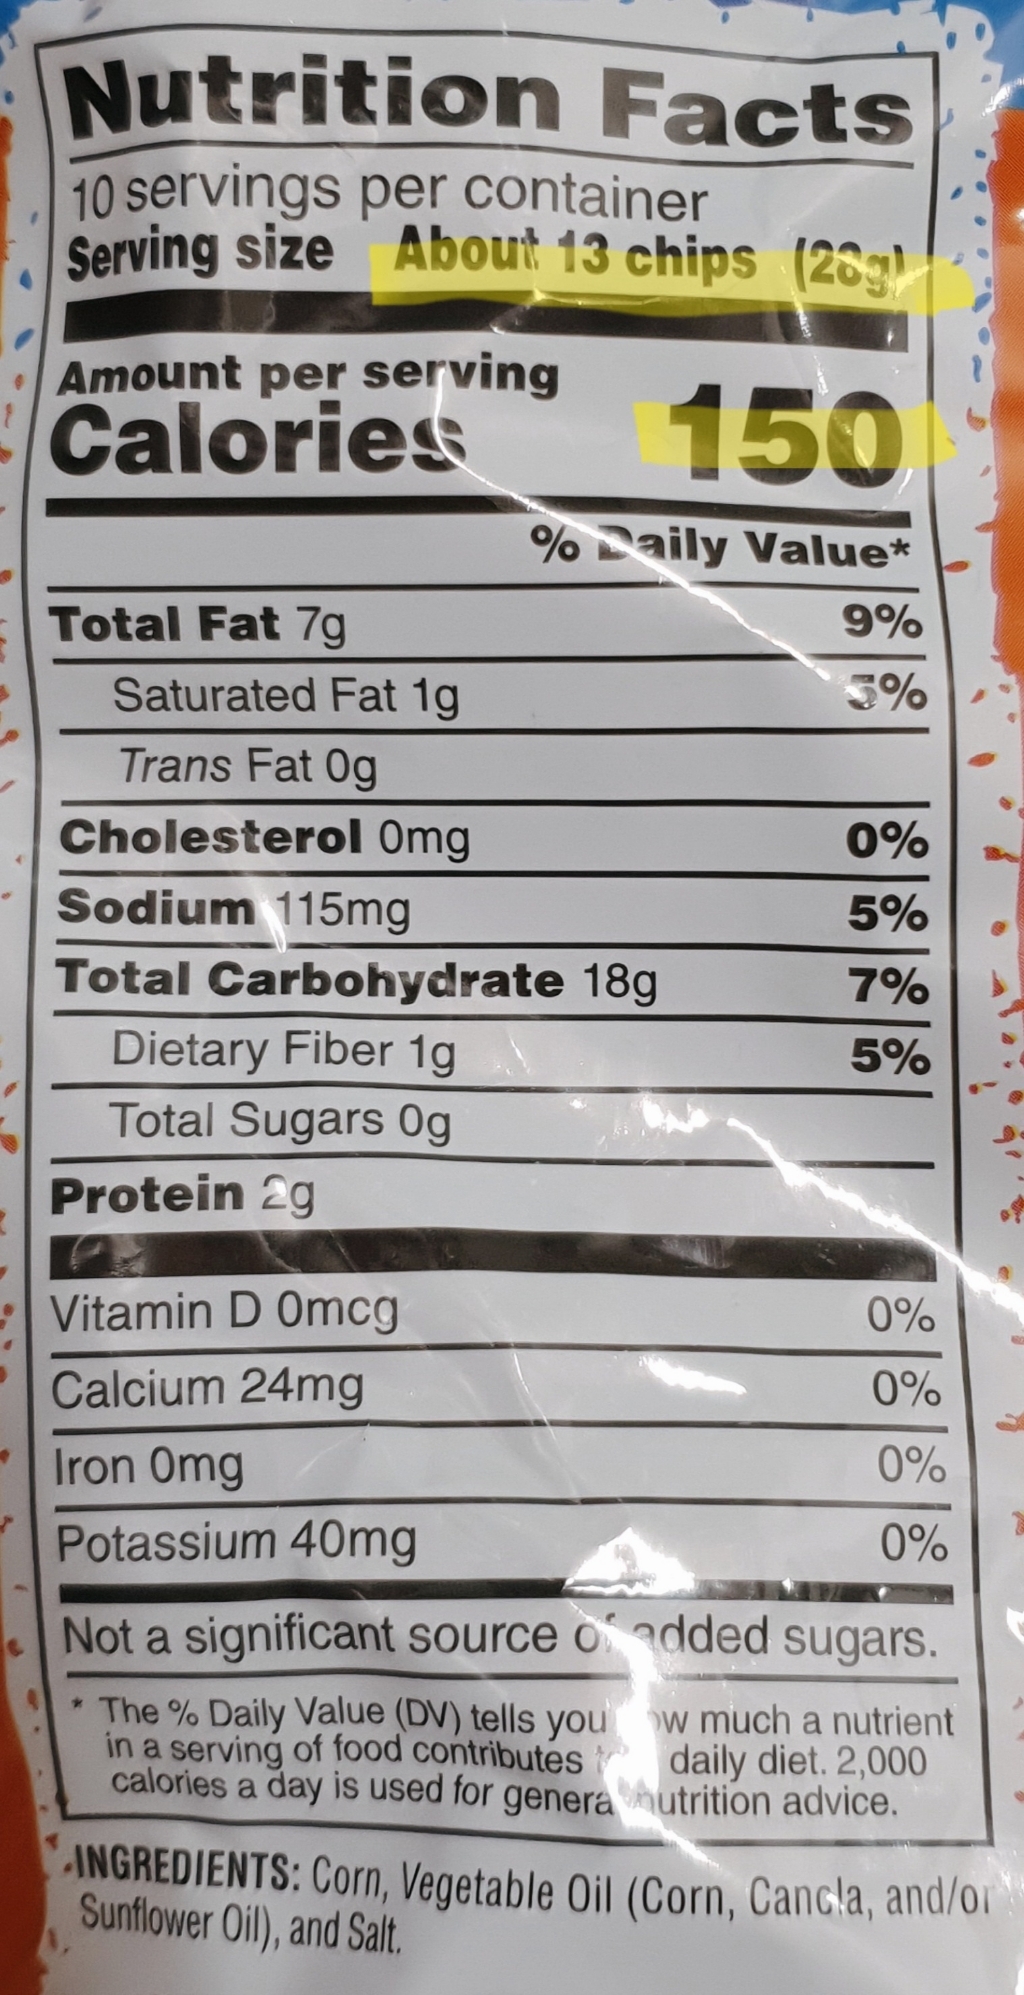 Nutrition Facts
10 servings per container
Serving size About 13 chips (28g)
Amount per serving
Calories 150
% Daily Value*
Total Fat 7g 9%
Saturated Fat 1g 5%
Trans Fat 0g
Cholesterol 0mg 0%
Sodium 115mg 5%
Total Carbohydrate 18g 7%
Dietary Fiber 1g 5%
Total Sugars 0g
Protein 2g
Vitamin D 0mcg 0%
Calcium 24mg 0%
Iron 0mg 0%
Potassium 40mg 0%
Not a significant source of added sugars.
* The % Daily Value (DV) tells you how much a nutrient
in a serving of food contributes daily diet. 2,000
calories a day is used for general nutrition advice.
INGREDIENTS: Corn, Vegetable Oil (Corn, Canola, and/or
Sunflower Oil), and Salt.